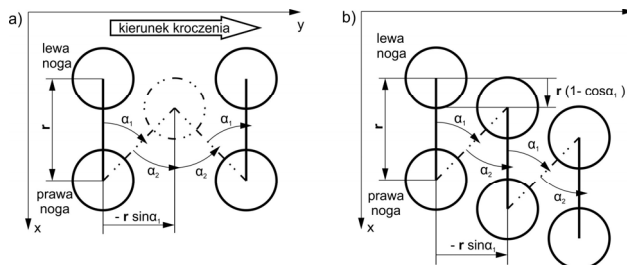 a)
kierunek kroczenia
y
lewa
noga
r
α₁
α₁
α₂
α₂
prawa
noga
x
- r sinα₁
b)
lewa
noga
r (1- cosα₁ )
r
α₁
α₂
α₁
α₂
prawa
noga
x
- r sinα₁